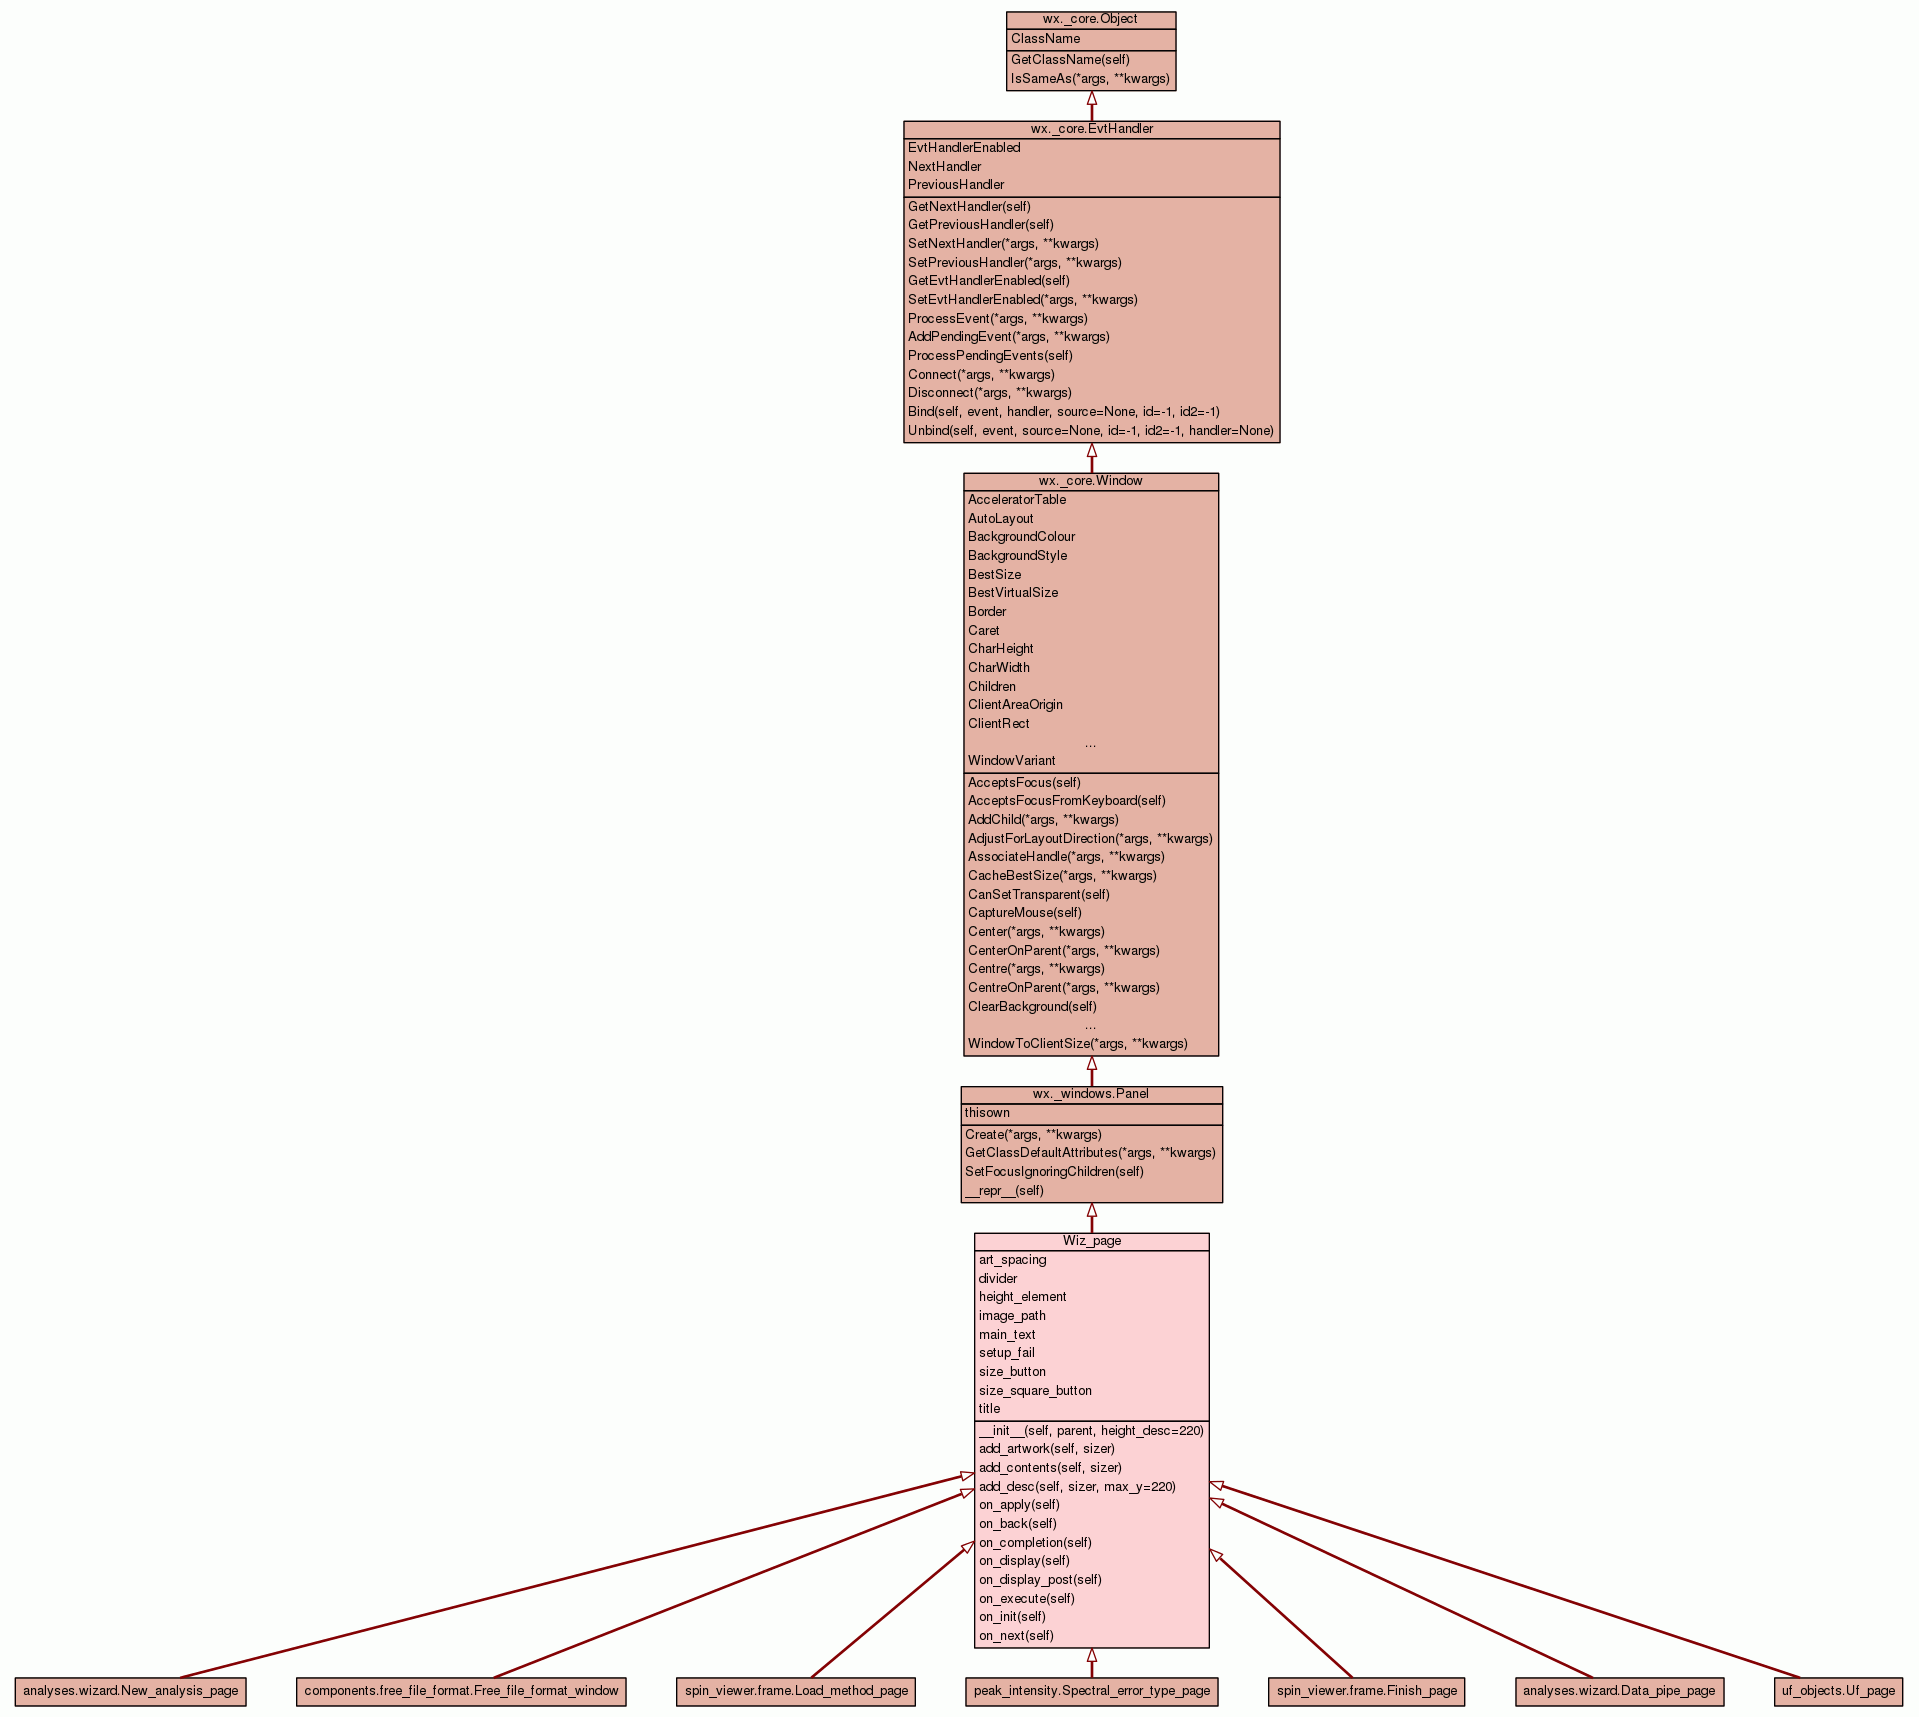 wx._core.Object
ClassName
GetClassName(self)
IsSameAs(*args, **kwargs)
wx._core.EvtHandler
EvtHandlerEnabled
NextHandler
PreviousHandler
GetNextHandler(self)
GetPreviousHandler(self)
SetNextHandler(*args, **kwargs)
SetPreviousHandler(*args, **kwargs)
GetEvtHandlerEnabled(self)
SetEvtHandlerEnabled(*args, **kwargs)
ProcessEvent(*args, **kwargs)
AddPendingEvent(*args, **kwargs)
ProcessPendingEvents(self)
Connect(*args, **kwargs)
Disconnect(*args, **kwargs)
Bind(self, event, handler, source=None, id=-1, id2=-1)
Unbind(self, event, source=None, id=-1, id2=-1, handler=None)
wx._core.Window
AcceleratorTable
AutoLayout
BackgroundColour
BackgroundStyle
BestSize
BestVirtualSize
Border
Caret
CharHeight
CharWidth
Children
ClientAreaOrigin
ClientRect
...
WindowVariant
AcceptsFocus(self)
AcceptsFocusFromKeyboard(self)
AddChild(*args, **kwargs)
AdjustForLayoutDirection(*args, **kwargs)
AssociateHandle(*args, **kwargs)
CacheBestSize(*args, **kwargs)
CanSetTransparent(self)
CaptureMouse(self)
Center(*args, **kwargs)
CenterOnParent(*args, **kwargs)
Centre(*args, **kwargs)
CentreOnParent(*args, **kwargs)
ClearBackground(self)
...
WindowToClientSize(*args, **kwargs)
wx._windows.Panel
thisown
Create(*args, **kwargs)
GetClassDefaultAttributes(*args, **kwargs)
SetFocusIgnoringChildren(self)
__repr__(self)
Wiz_page
art_spacing
divider
height_element
image_path
main_text
setup_fail
size_button
size_square_button
title
__init__(self, parent, height_desc=220)
add_artwork(self, sizer)
add_contents(self, sizer)
add_desc(self, sizer, max_y=220)
on_apply(self)
on_back(self)
on_completion(self)
on_display(self)
on_display_post(self)
on_execute(self)
on_init(self)
on_next(self)
analyses.wizard.New_analysis_page
components.free_file_format.Free_file_format_window
spin_viewer.frame.Load_method_page
peak_intensity.Spectral_error_type_page
spin_viewer.frame.Finish_page
analyses.wizard.Data_pipe_page
uf_objects.Uf_page